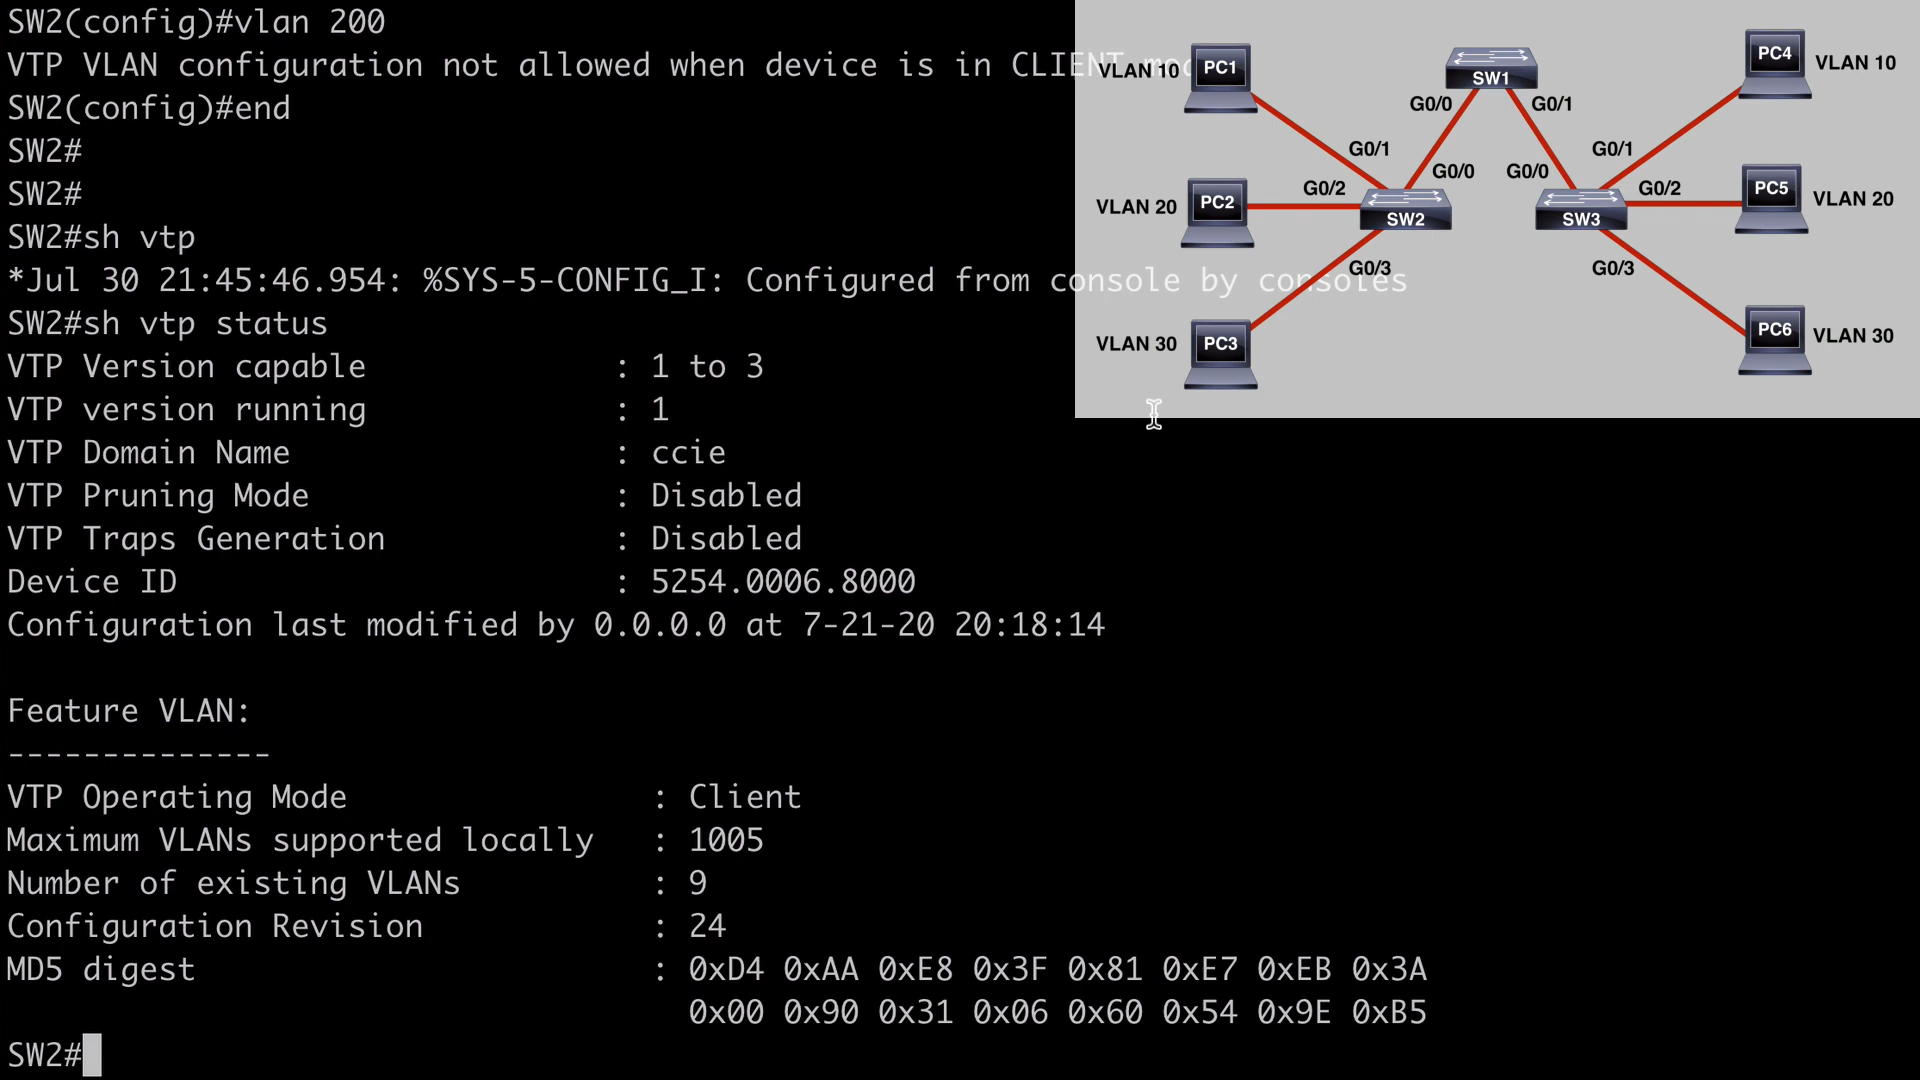 SW2(config)#vlan 200
VTP VLAN configuration not allowed when device is in CLIENT mo
SW2(config)#end
SW2#
SW2#
SW2#sh vtp
*Jul 30 21:45:46.954: %SYS-5-CONFIG_I: Configured from console by consoles
SW2#sh vtp status
VTP Version capable : 1 to 3
VTP version running : 1
VTP Domain Name : ccie
VTP Pruning Mode : Disabled
VTP Traps Generation : Disabled
Device ID : 5254.0006.8000
Configuration last modified by 0.0.0.0 at 7-21-20 20:18:14
Feature VLAN:
--------------
VTP Operating Mode : Client
Maximum VLANs supported locally : 1005
Number of existing VLANs : 9
Configuration Revision : 24
MD5 digest : 0xD4 0xAA 0xE8 0x3F 0x81 0xE7 0xEB 0x3A
0x00 0x90 0x31 0x06 0x60 0x54 0x9E 0xB5
SW2#
VLAN 10 PC1 SW1 PC4 VLAN 10
G0/0 G0/1
G0/1 G0/0 G0/0 G0/1
VLAN 20 PC2 G0/2 SW2 SW3 G0/2 PC5 VLAN 20
G0/3 G0/3
VLAN 30 PC3 PC6 VLAN 30